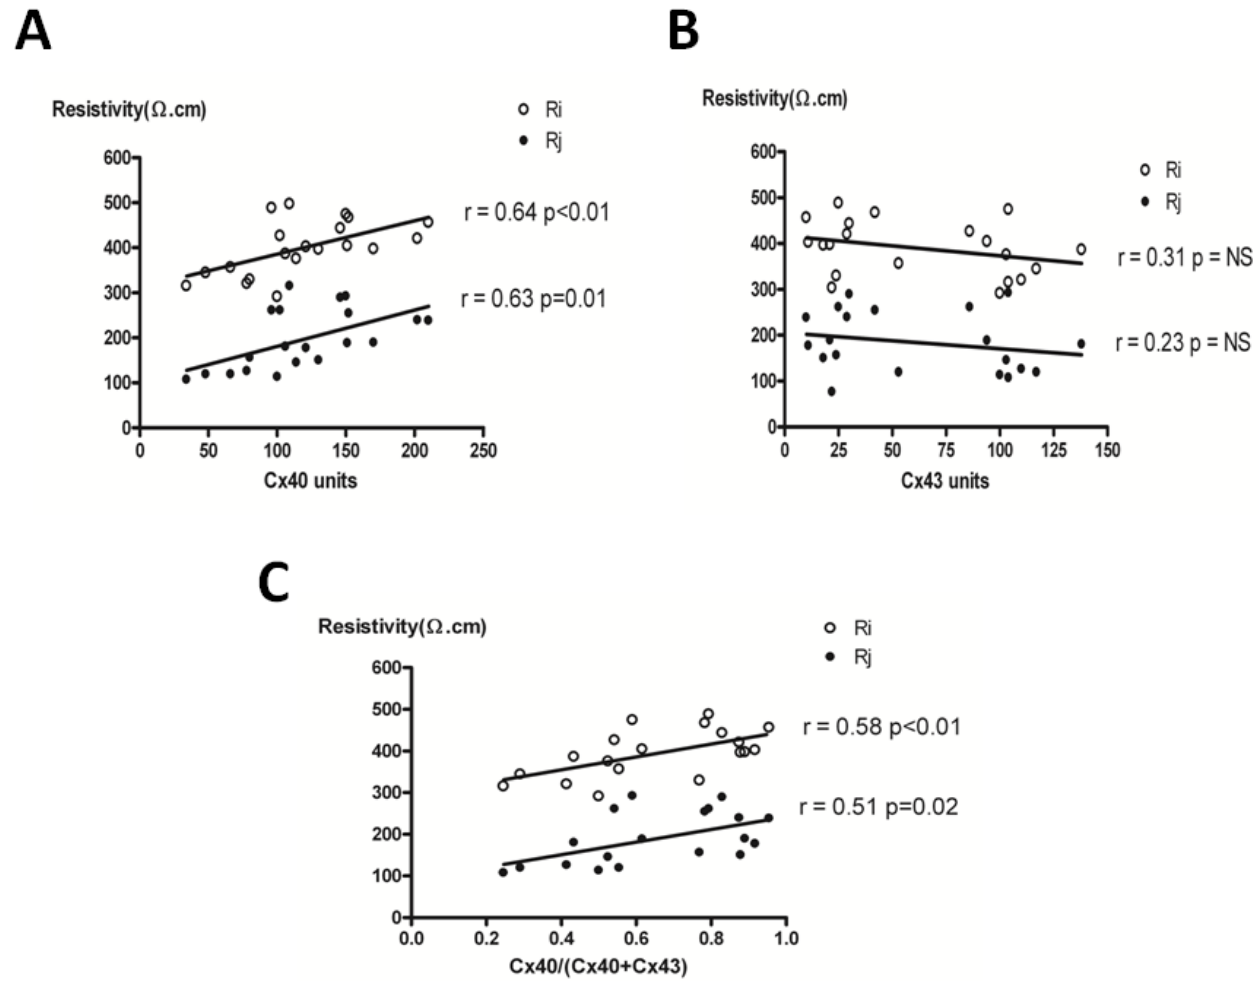 A
Resistivity(Ω.cm)
Ri
Rj
600
500
400
300
200
100
0
r = 0.64 p<0.01
r = 0.63 p=0.01
0 50 100 150 200 250
Cx40 units
B
Resistivity(Ω.cm)
Ri
Rj
600
500
400
300
200
100
0
r = 0.31 p = NS
r = 0.23 p = NS
0 25 50 75 100 125 150
Cx43 units
C
Resistivity(Ω.cm)
Ri
Rj
600
500
400
300
200
100
0
r = 0.58 p<0.01
r = 0.51 p=0.02
0.0 0.2 0.4 0.6 0.8 1.0
Cx40/(Cx40+Cx43)